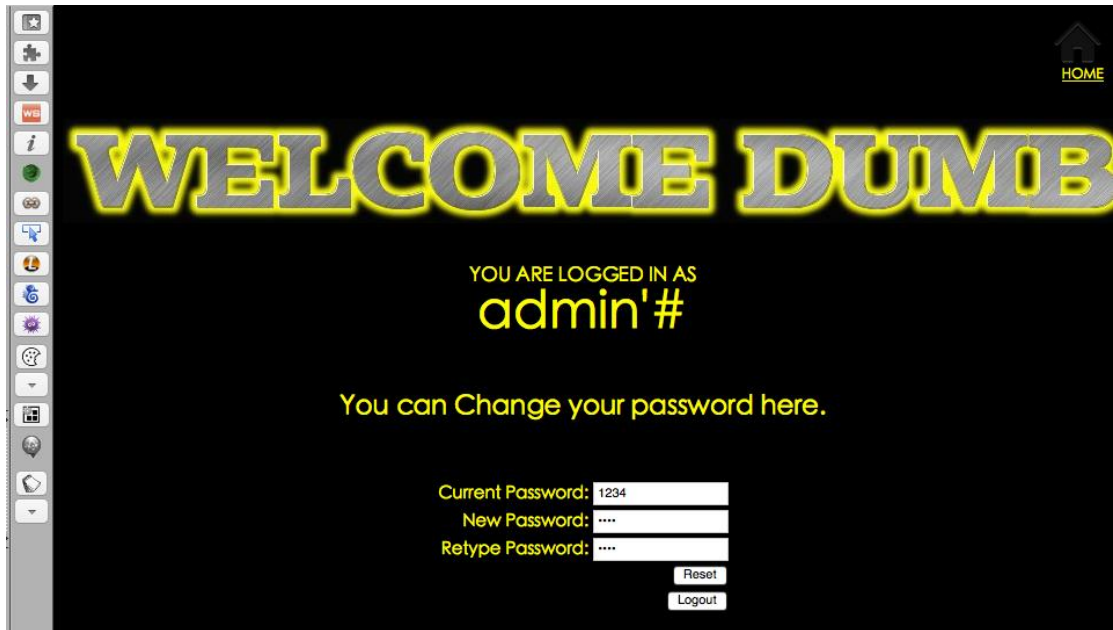 HOME
WELCOME DUMB
YOU ARE LOGGED IN AS
admin'#
You can Change your password here.
Current Password: 1234
New Password: ••••
Retype Password: ••••
Reset
Logout